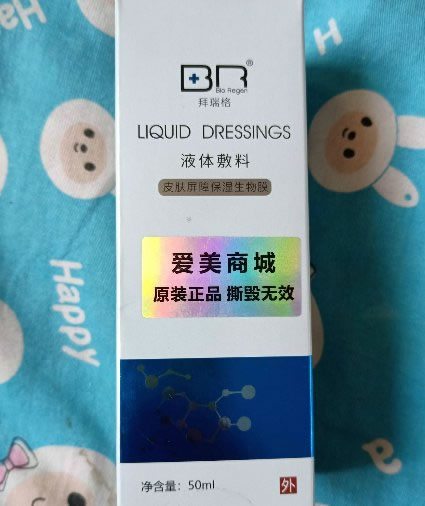 BR®
Bio Regen
拜瑞格
LIQUID DRESSINGS
液体敷料
皮肤屏障保湿生物膜
爱美商城
原装正品 撕毁无效
净含量：50ml
外
Happy
Happy